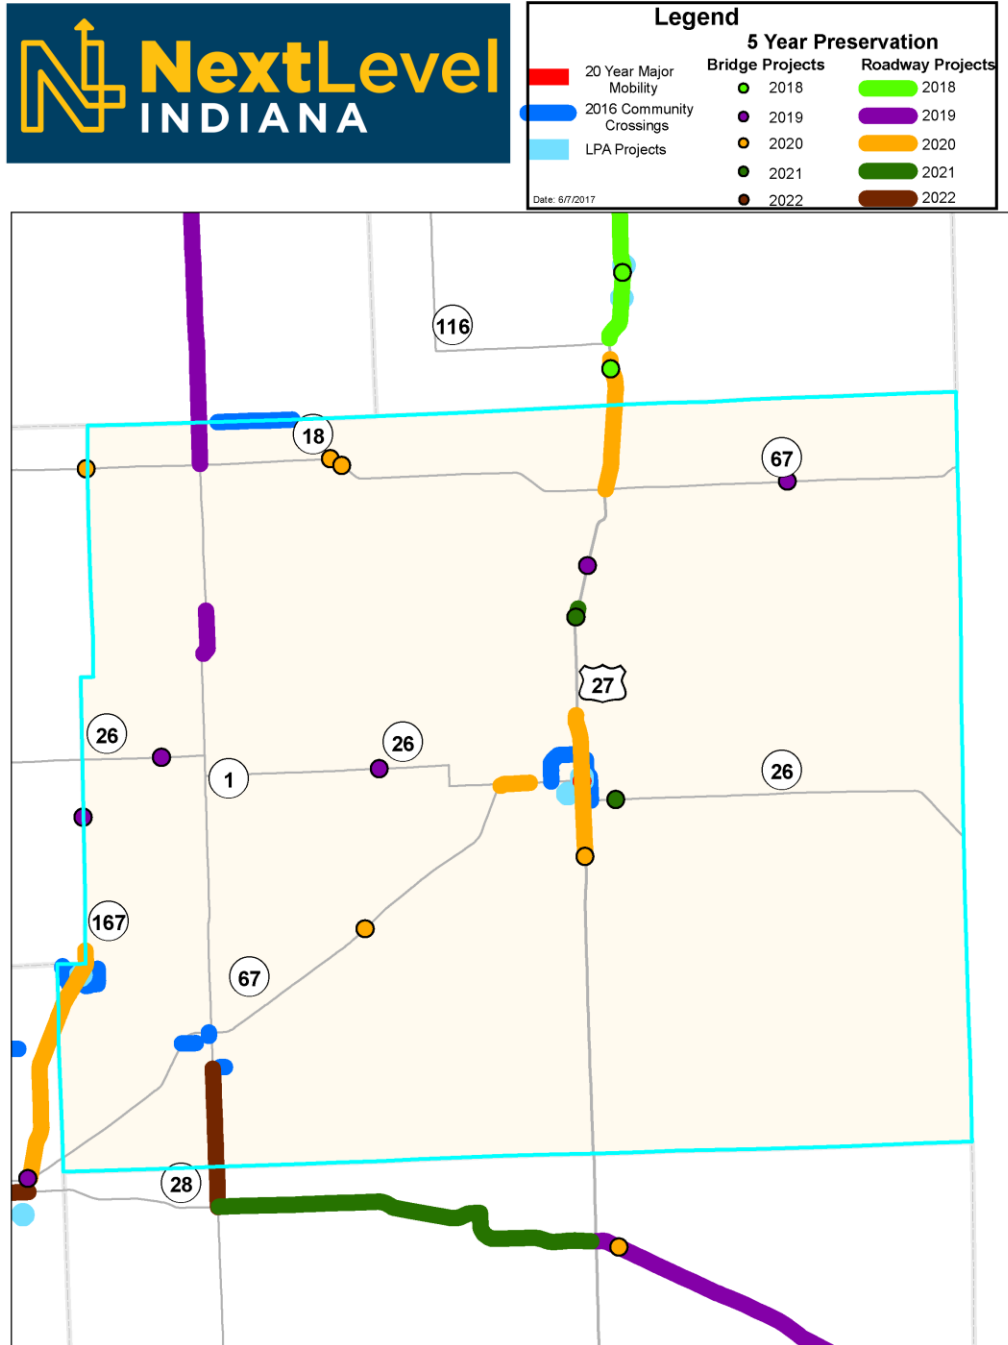 NextLevel
INDIANA
Legend
5 Year Preservation
Bridge Projects
Roadway Projects
20 Year Major
Mobility
2016 Community
Crossings
LPA Projects
2018
2019
2020
2021
2022
2018
2019
2020
2021
2022
Date: 6/7/2017
116
18
67
27
26
26
1
26
167
67
28